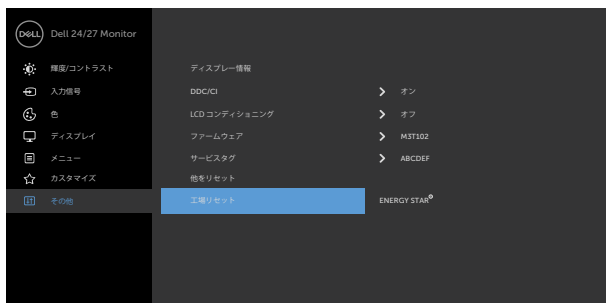 DELL Dell 24/27 Monitor
輝度/コントラスト ディスプレー情報
入力信号 DDC/CI オン
色 LCD コンディショニング オフ
ディスプレイ ファームウェア M3T102
メニュー サービスタグ ABCDEF
カスタマイズ 他をリセット
その他 工場リセット ENERGY STAR®